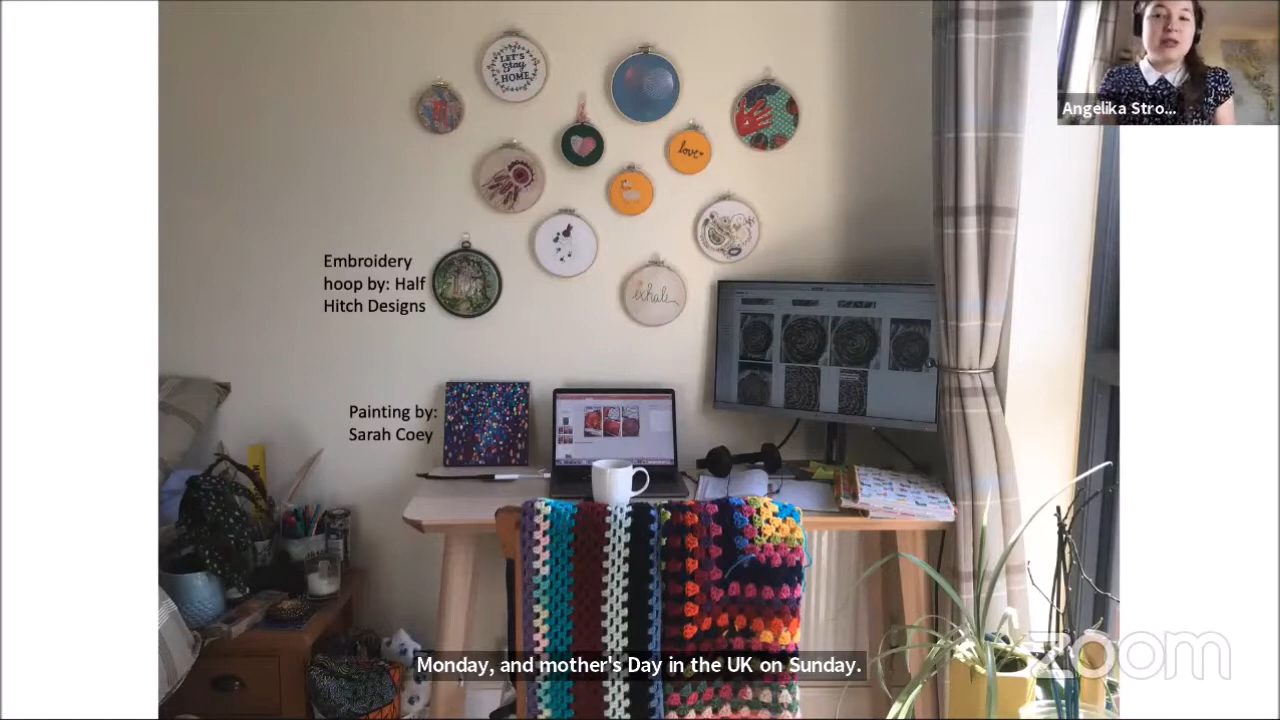 LET'S
Stay
HOME
love
exhale
Embroidery
hoop by: Half
Hitch Designs
Painting by:
Sarah Coey
Angelika Stro...
Monday, and mother's Day in the UK on Sunday.
zoom